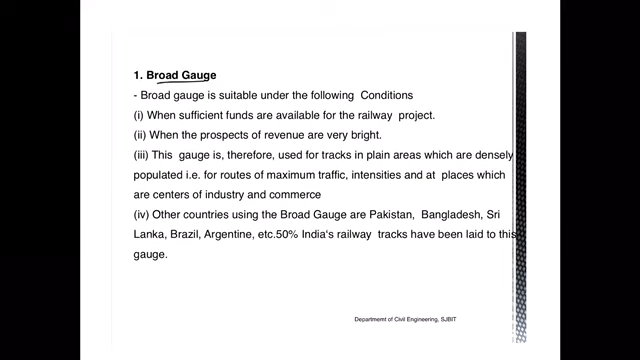 1. Broad Gauge
- Broad gauge is suitable under the following Conditions
(i) When sufficient funds are available for the railway project.
(ii) When the prospects of revenue are very bright.
(iii) This gauge is, therefore, used for tracks in plain areas which are densely
populated i.e. for routes of maximum traffic, intensities and at places which
are centers of industry and commerce
(iv) Other countries using the Broad Gauge are Pakistan, Bangladesh, Sri
Lanka, Brazil, Argentine, etc.50% India's railway tracks have been laid to this
gauge.
Departmemt of Civil Engineering, SJBIT